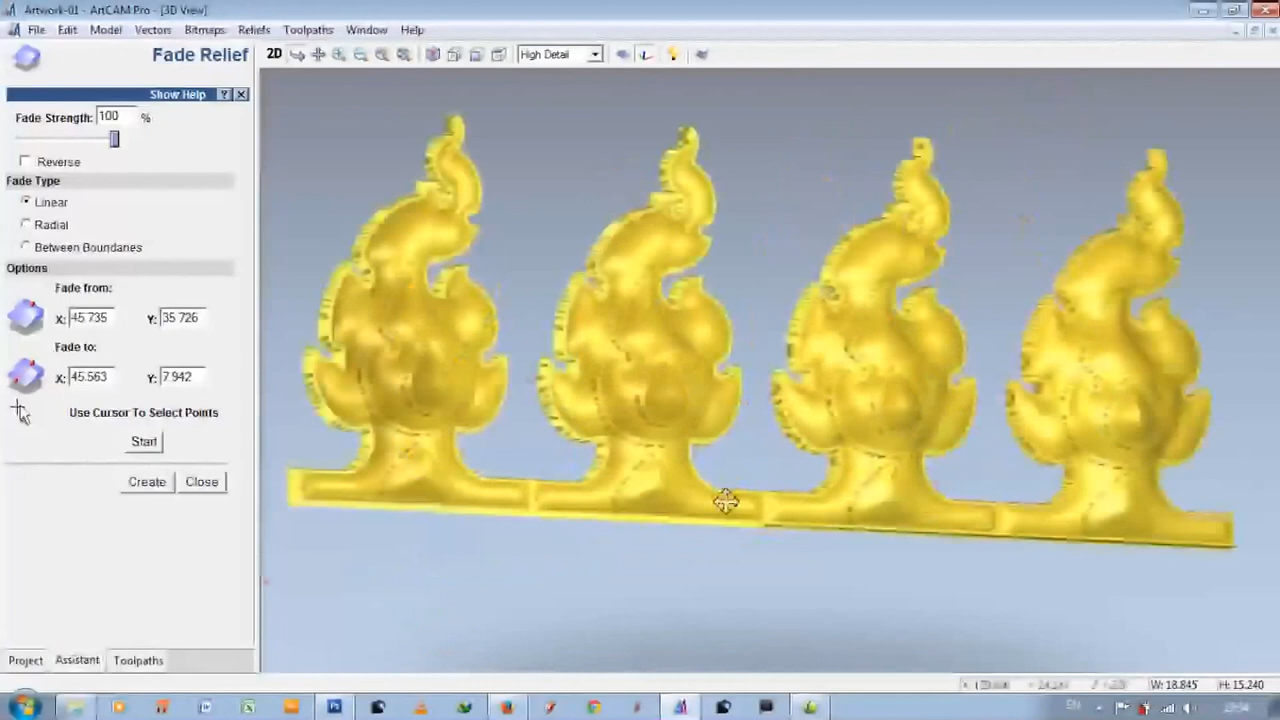 Artwork-01 - ArtCAM Pro - [3D View]
File Edit Model Vectors Bitmaps Reliefs Toolpaths Window Help
Fade Relief
2D
High Detail
Show Help ?
Fade Strength: 100 %
Reverse
Fade Type
Linear
Radial
Between Boundaries
Options
Fade from:
X: 45.735 Y: 35.726
Fade to:
X: 45.563 Y: 7.942
Use Cursor To Select Points
Start
Create Close
Project Assistant Toolpaths
W: 18.845 H: 15.240
EN